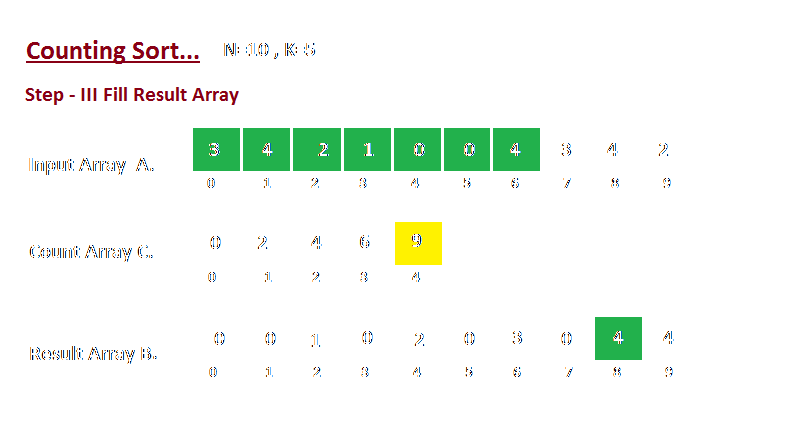 Counting Sort... N=10 , K=5
Step - III Fill Result Array
Input Array A. 3 4 2 1 0 0 4 3 4 2
0 1 2 3 4 5 6 7 8 9
Count Array C. 0 2 4 6 9
0 1 2 3 4
Result Array B. 0 0 1 0 2 0 3 0 4 4
0 1 2 3 4 5 6 7 8 9